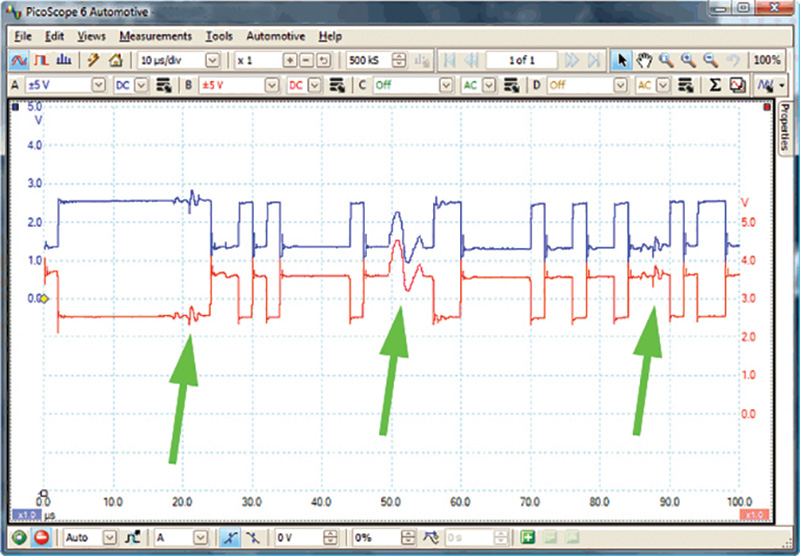 PicoScope 6 Automotive
File Edit Views Measurements Tools Automotive Help
10 µs/div x 1 500 kS 1 of 1 100%
A ±5 V DC B ±5 V DC C Off AC D Off AC Σ
Properties
5.0
V
4.0
3.0
V
2.0 5.0
1.0 4.0
0.0 3.0
2.0
1.0
0.0
0.0 10.0 20.0 30.0 40.0 50.0 60.0 70.0 80.0 90.0 100.0
x1.0 µs x1.0
Auto A 0 V 0% 0 s